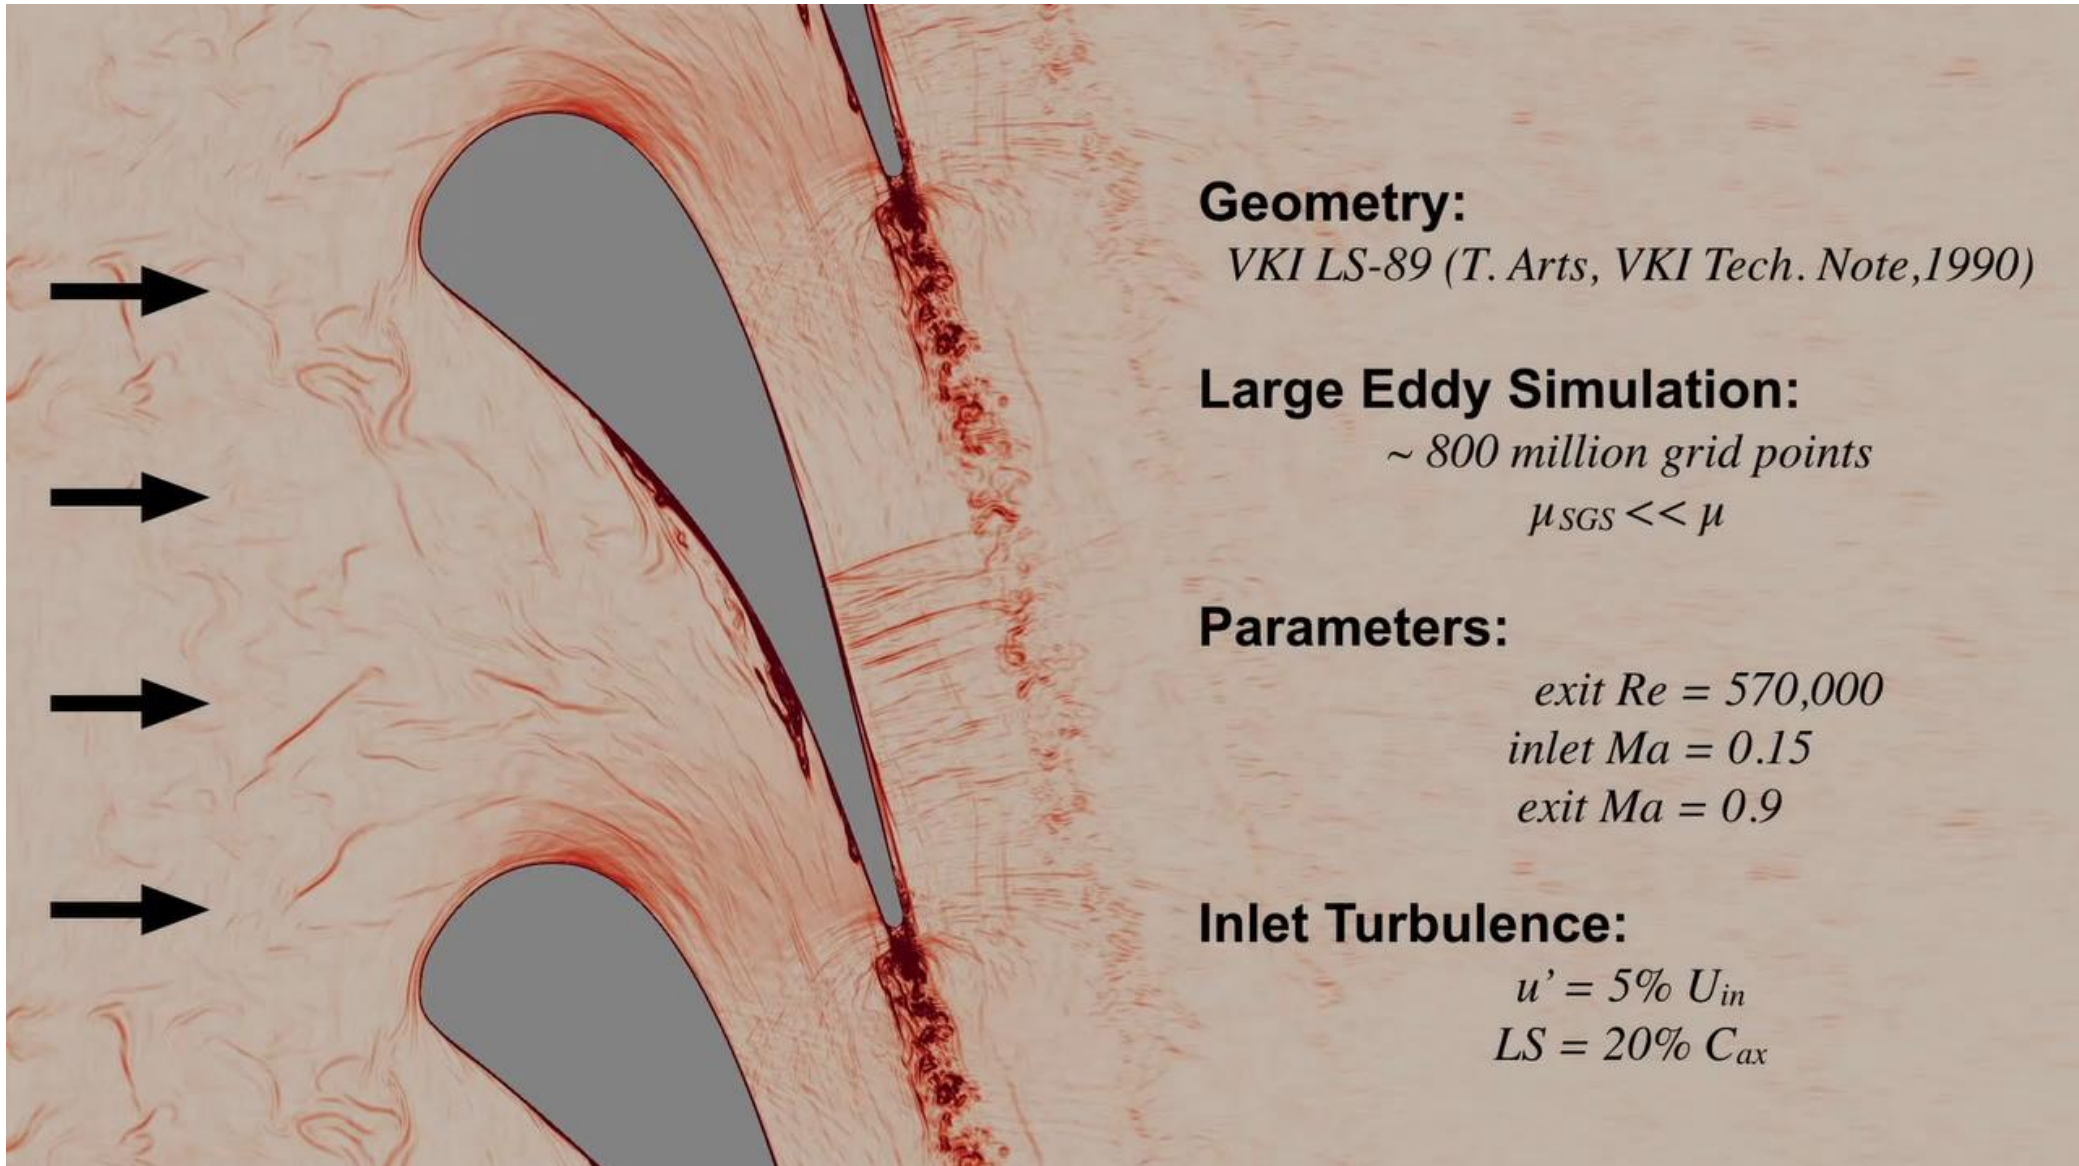 Geometry:
VKI LS-89 (T. Arts, VKI Tech. Note,1990)
Large Eddy Simulation:
~ 800 million grid points
μSGS << μ
Parameters:
exit Re = 570,000
inlet Ma = 0.15
exit Ma = 0.9
Inlet Turbulence:
u’ = 5% Uin
LS = 20% Cax